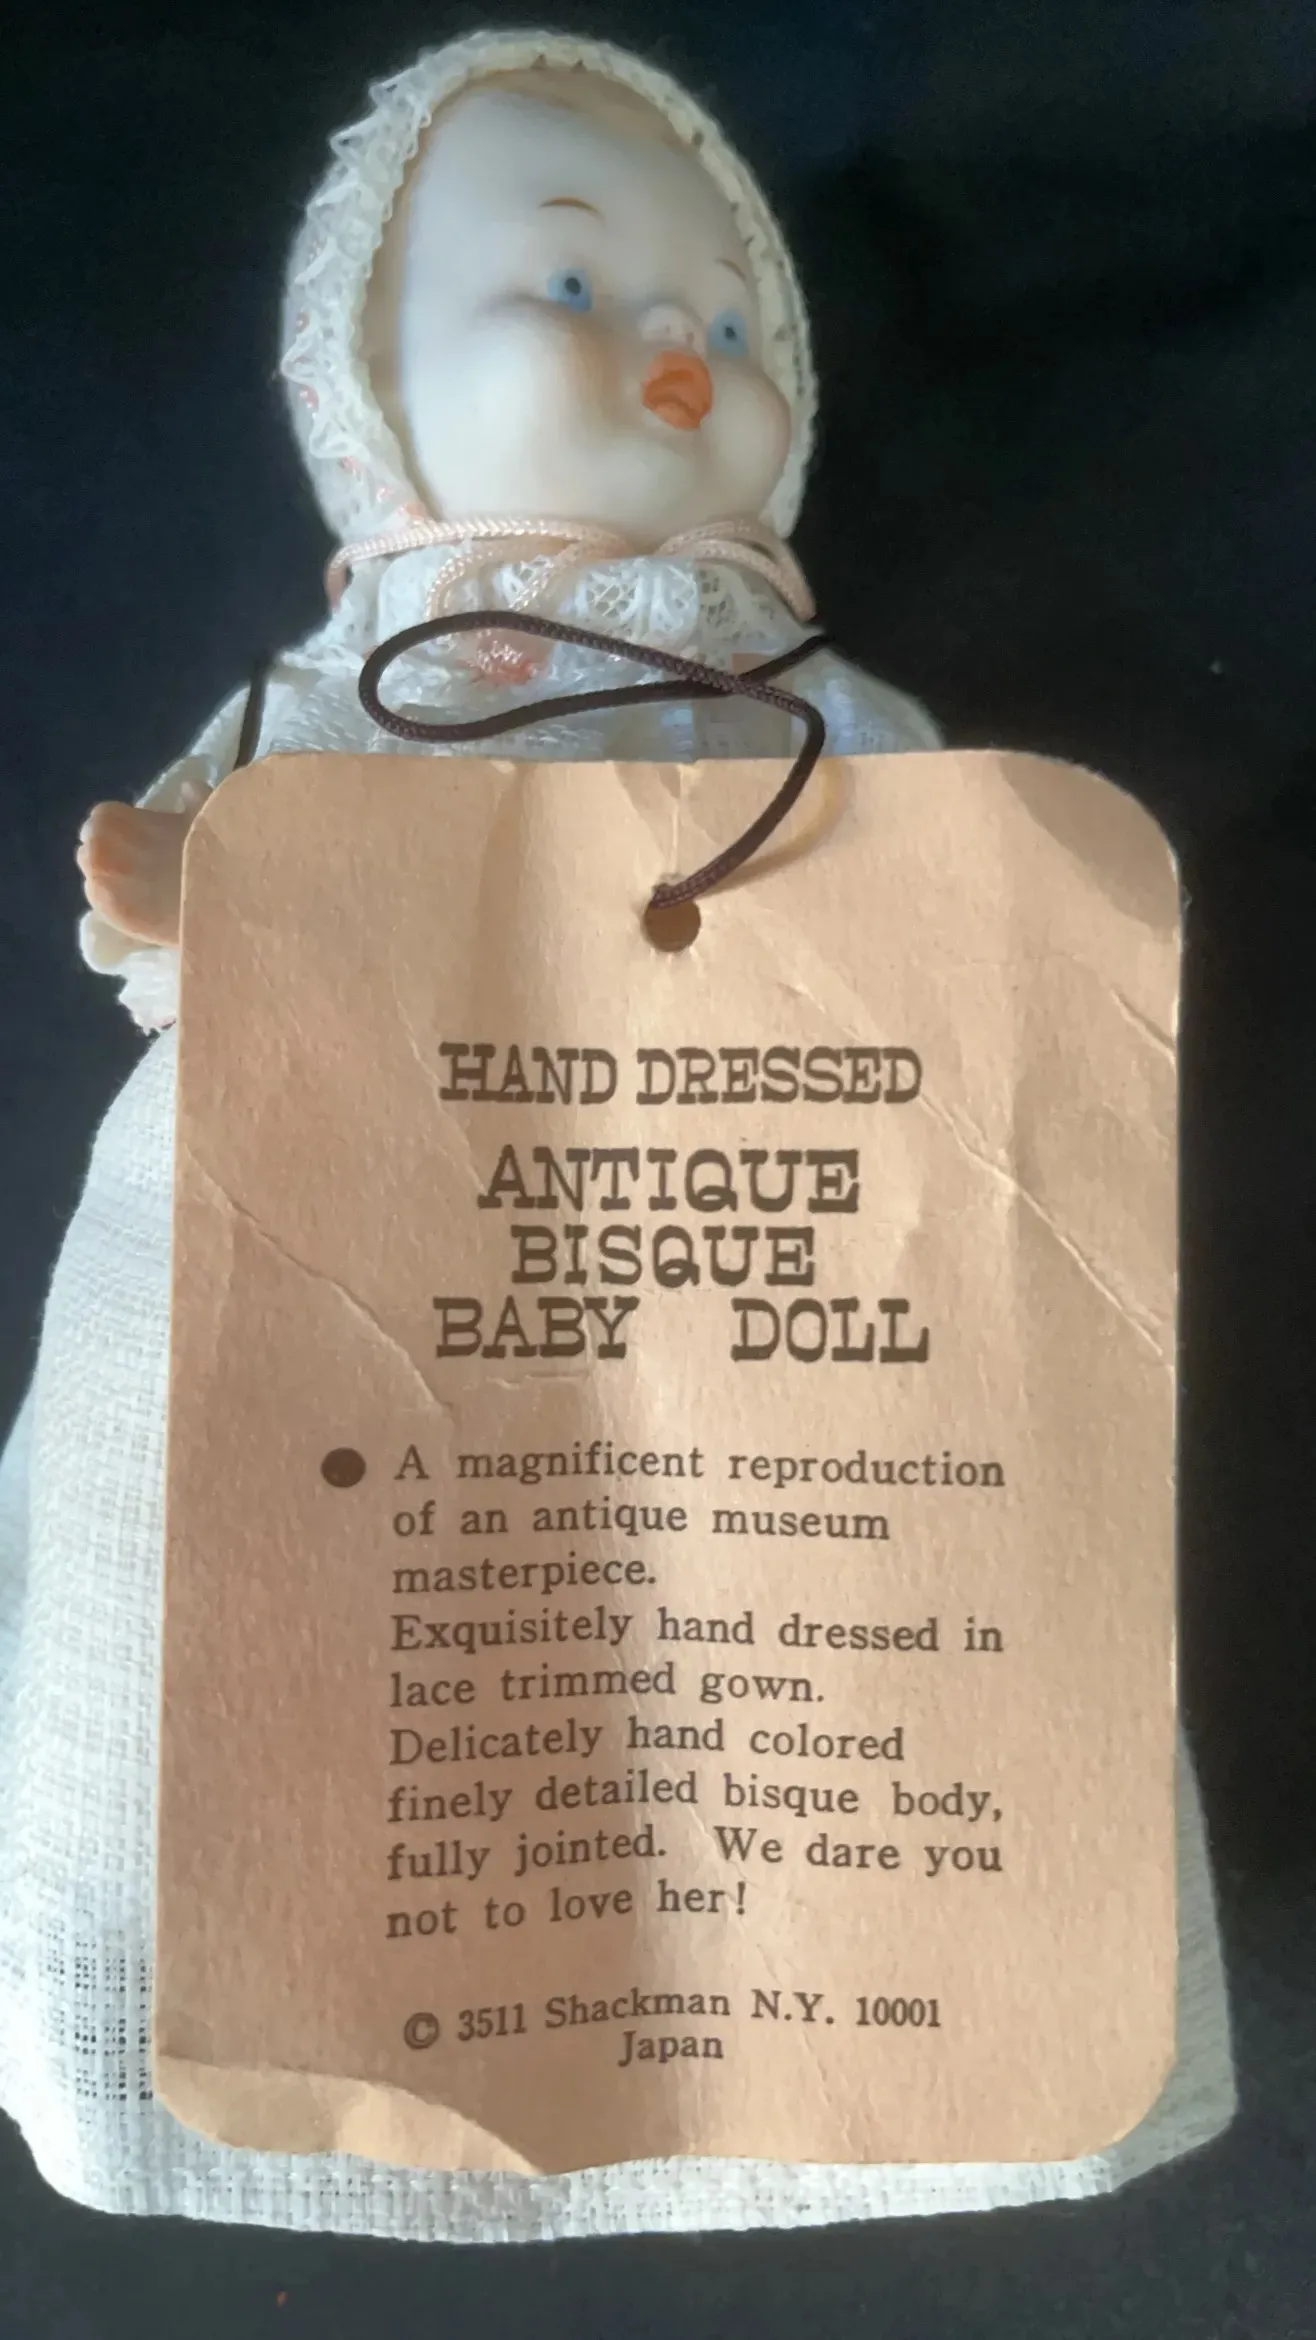 HAND DRESSED
ANTIQUE
BISQUE
BABY DOLL
● A magnificent reproduction
of an antique museum
masterpiece.
Exquisitely hand dressed in
lace trimmed gown.
Delicately hand colored
finely detailed bisque body,
fully jointed. We dare you
not to love her!
© 3511 Shackman N.Y. 10001
Japan